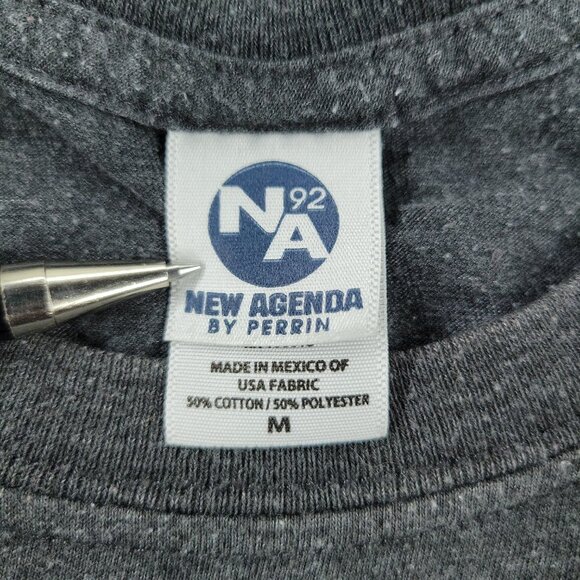 N 92
A
NEW AGENDA
BY PERRIN
MADE IN MEXICO OF
USA FABRIC
50% COTTON / 50% POLYESTER
M